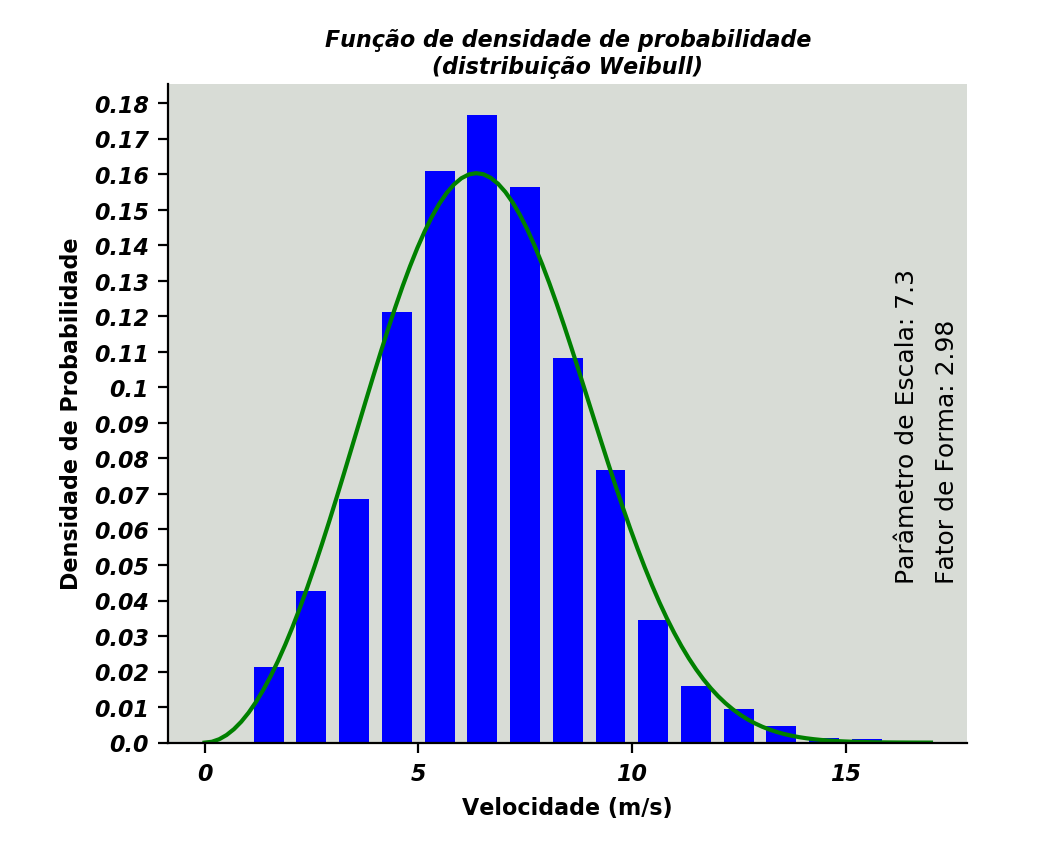 Função de densidade de probabilidade
(distribuição Weibull)
Densidade de Probabilidade
0.18
0.17
0.16
0.15
0.14
0.13
0.12
0.11
0.1
0.09
0.08
0.07
0.06
0.05
0.04
0.03
0.02
0.01
0.0
Parâmetro de Escala: 7.3
Fator de Forma: 2.98
0 5 10 15
Velocidade (m/s)